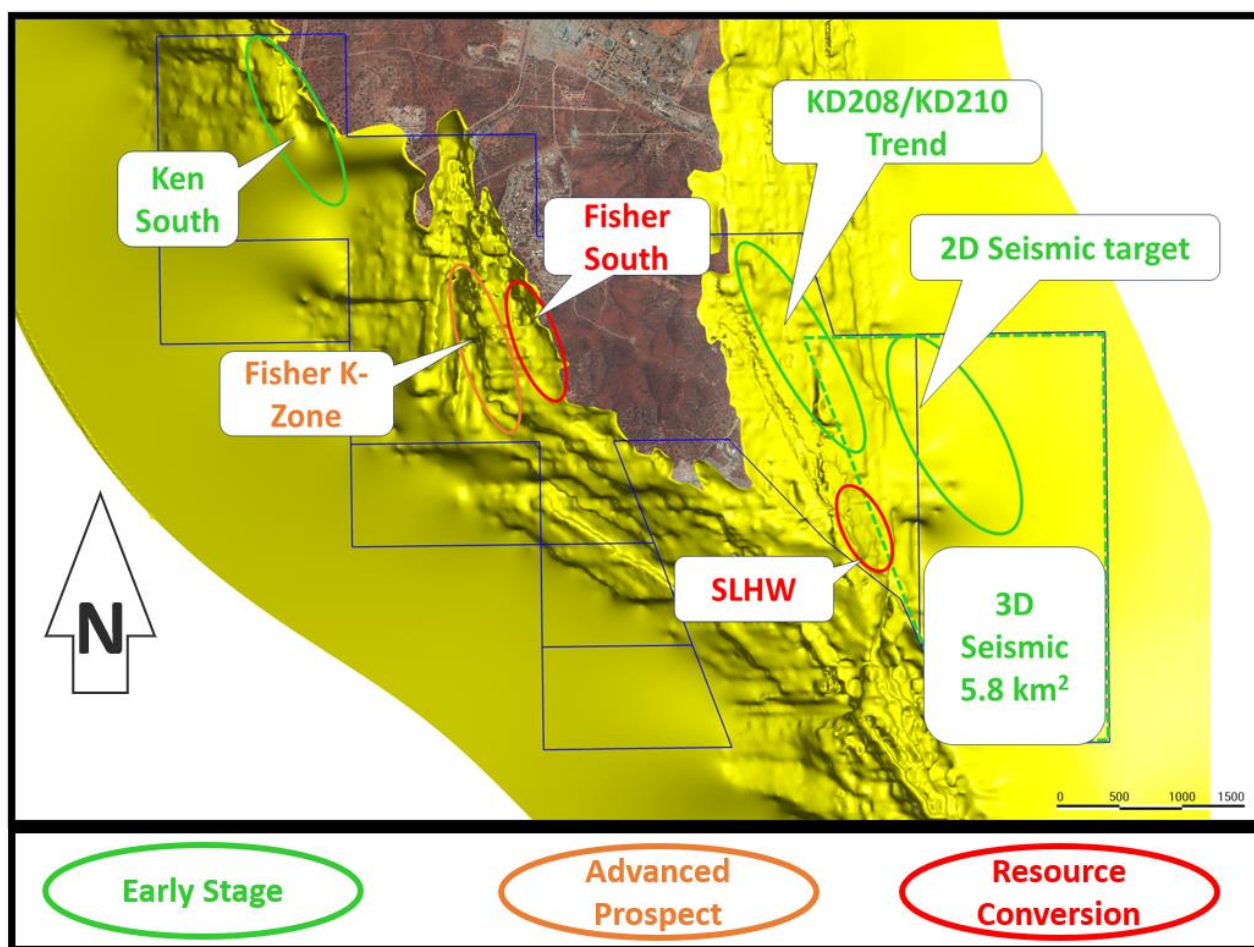 KD208/KD210
Trend
Ken
South
Fisher
South
2D Seismic target
Fisher K-
Zone
SLHW
3D
Seismic
5.8 km²
N
0 500 1000 1500
Early Stage
Advanced
Prospect
Resource
Conversion